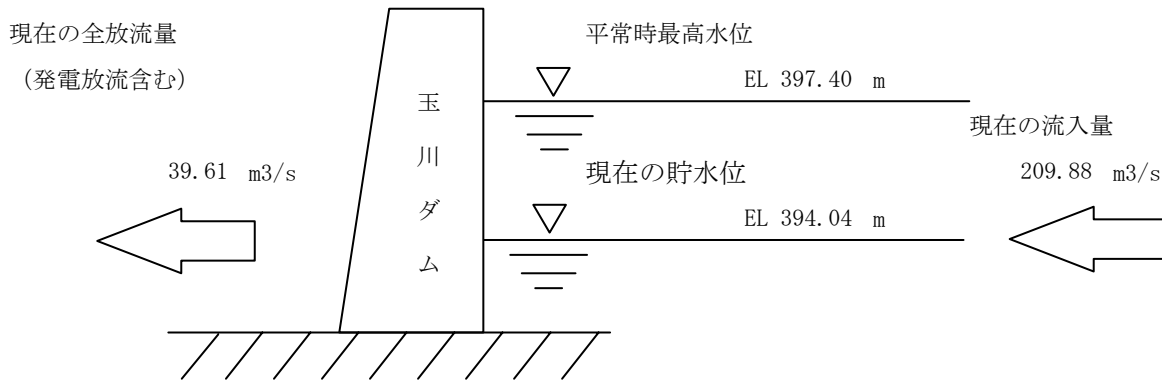 現在の全放流量
（発電放流含む）
39.61 m3/s
玉川ダム
平常時最高水位
EL 397.40 m
現在の貯水位
EL 394.04 m
現在の流入量
209.88 m3/s